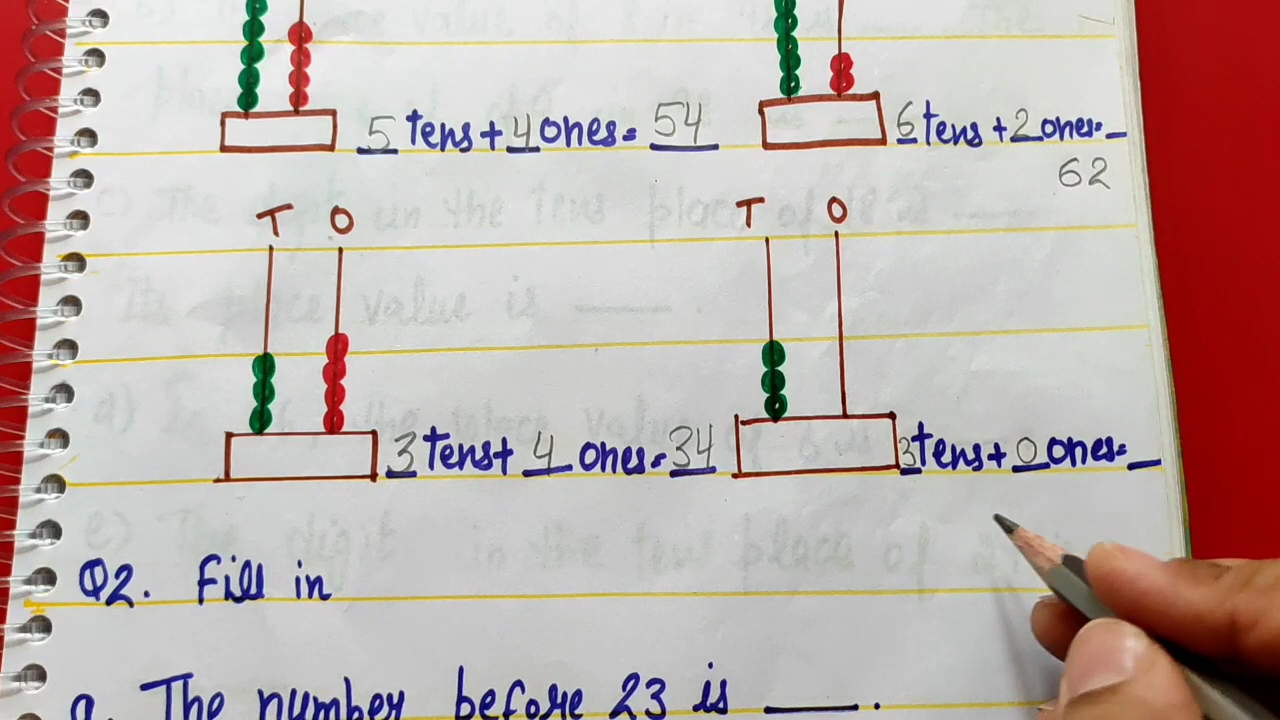 5 tens + 4 ones = 54
6 tens + 2 ones = _
62
T O
T O
3 tens + 4 ones = 34
3 tens + 0 ones = _
Q2. Fill in
a. The number before 23 is ___.